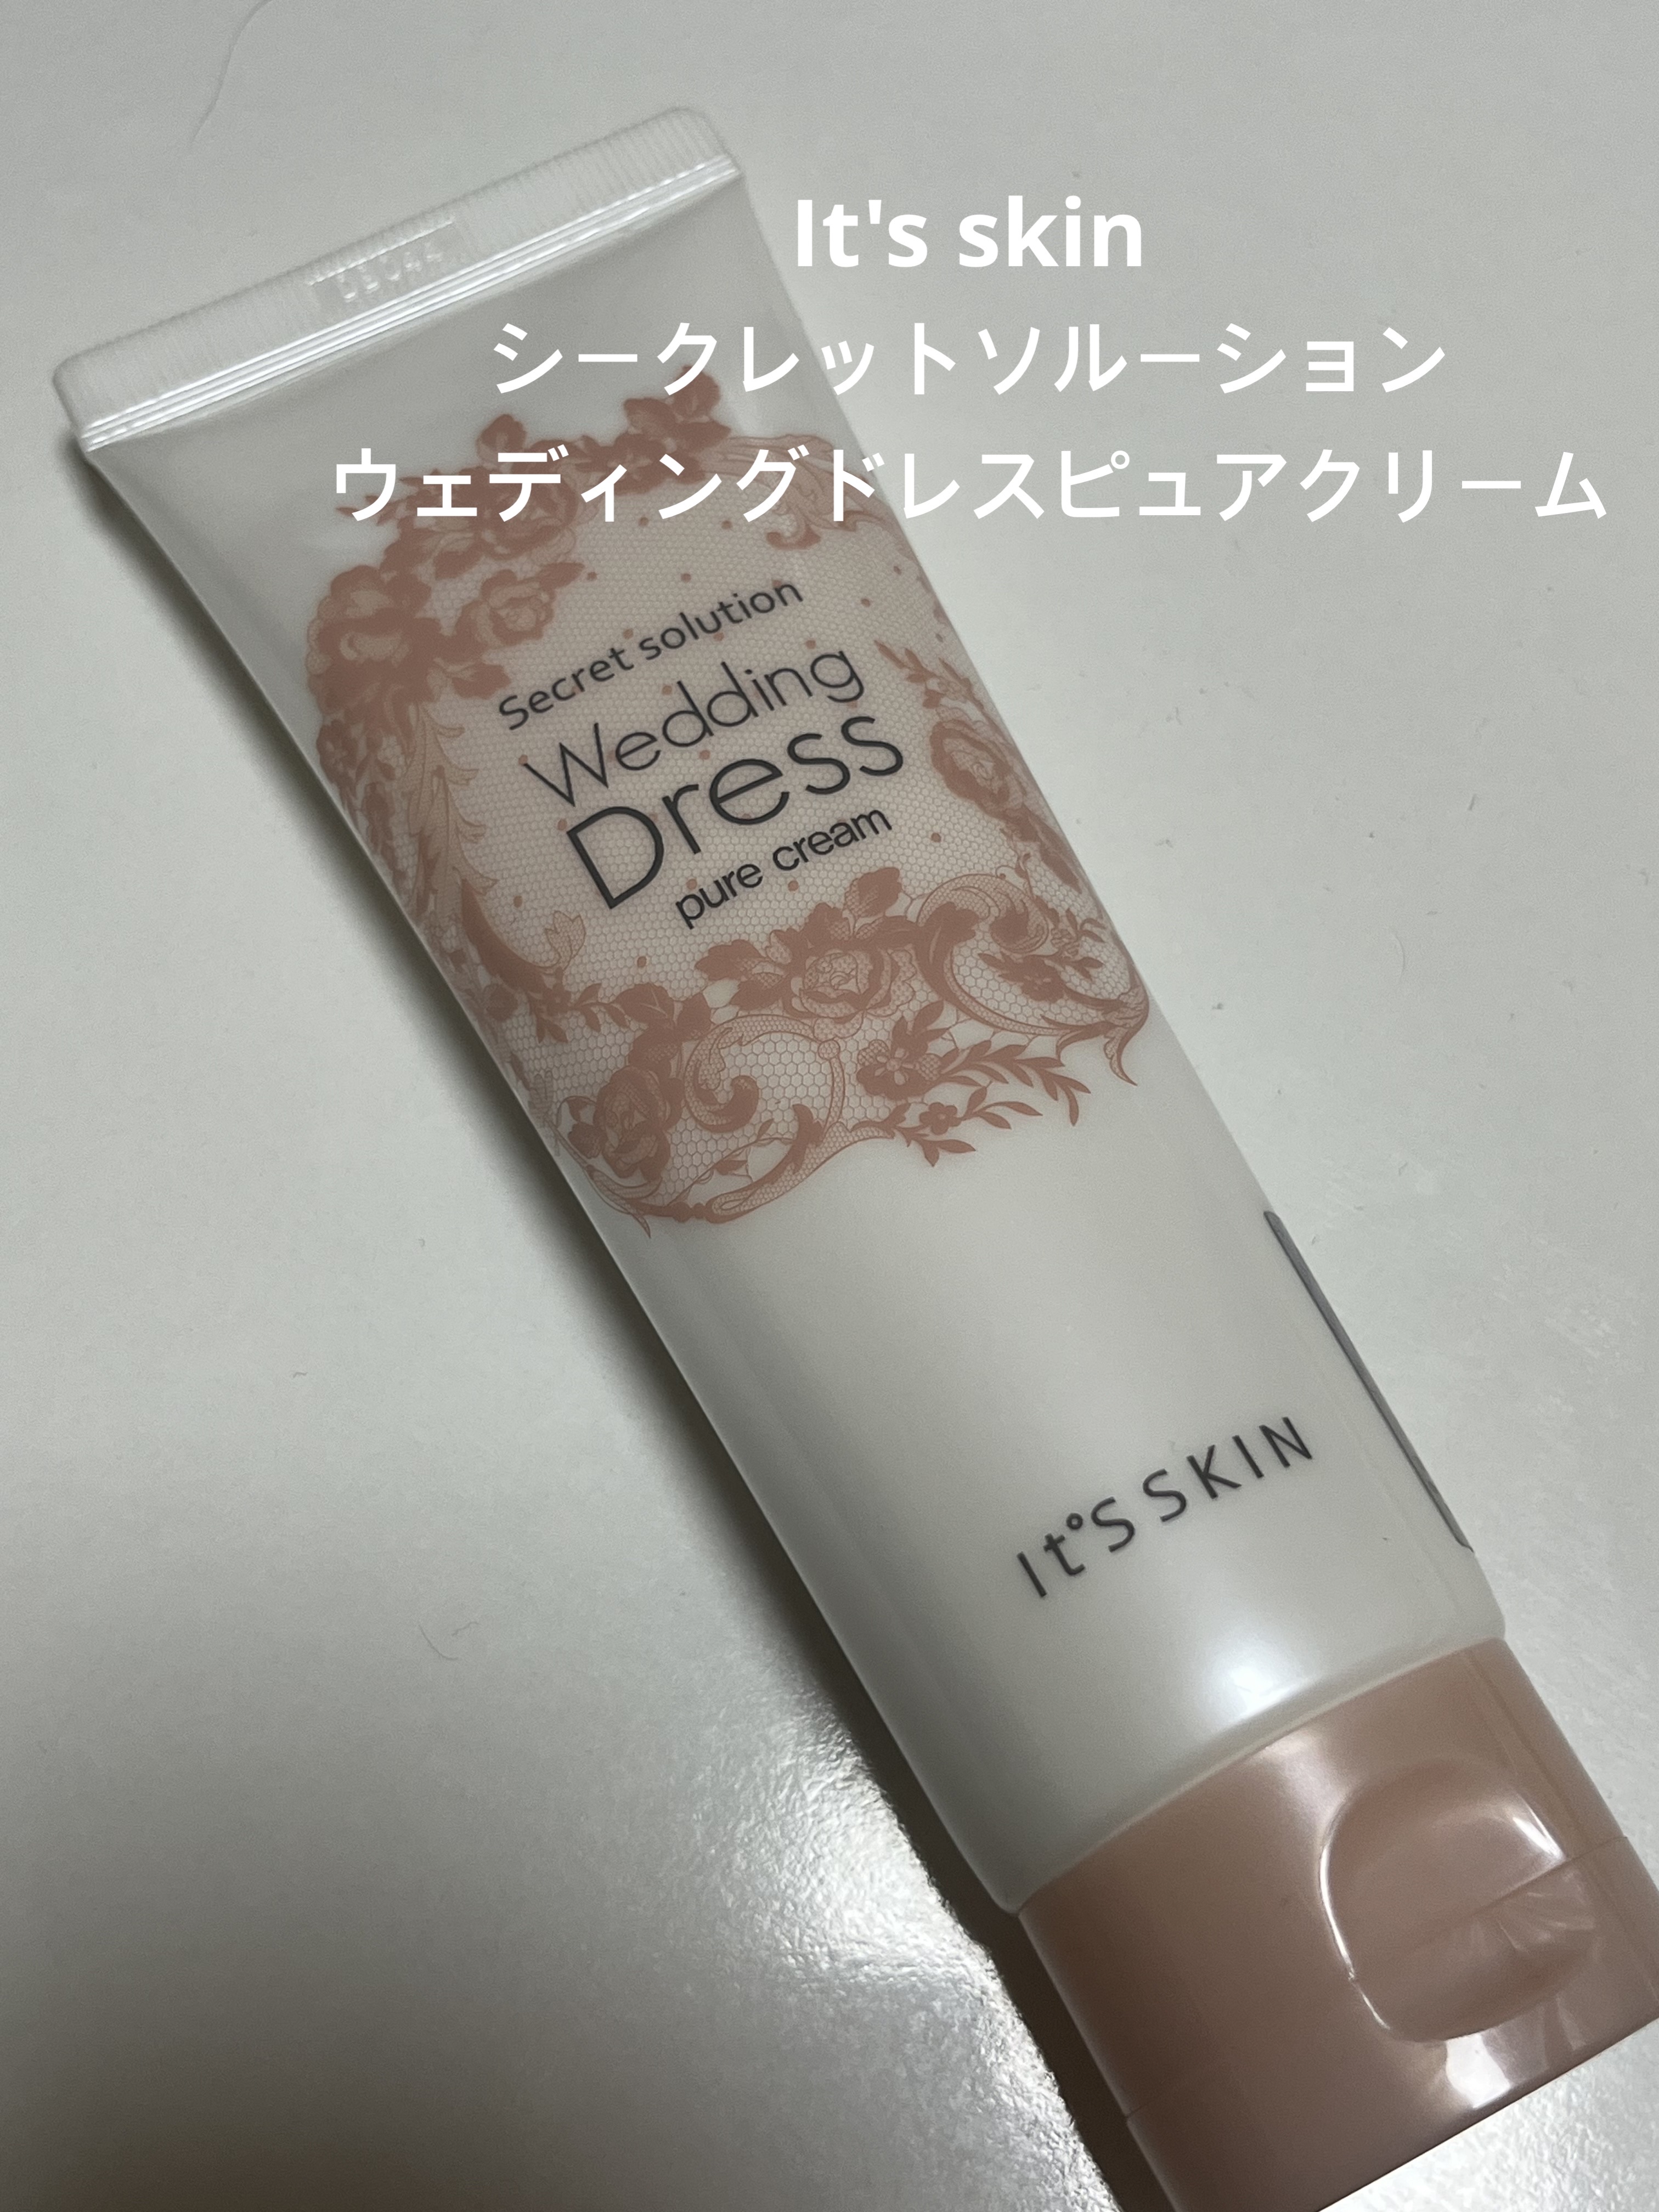 It's skin
シークレットソルーション
ウェディングドレスピュアクリーム
Secret solution
Wedding
Dress
pure cream
It°S SKIN